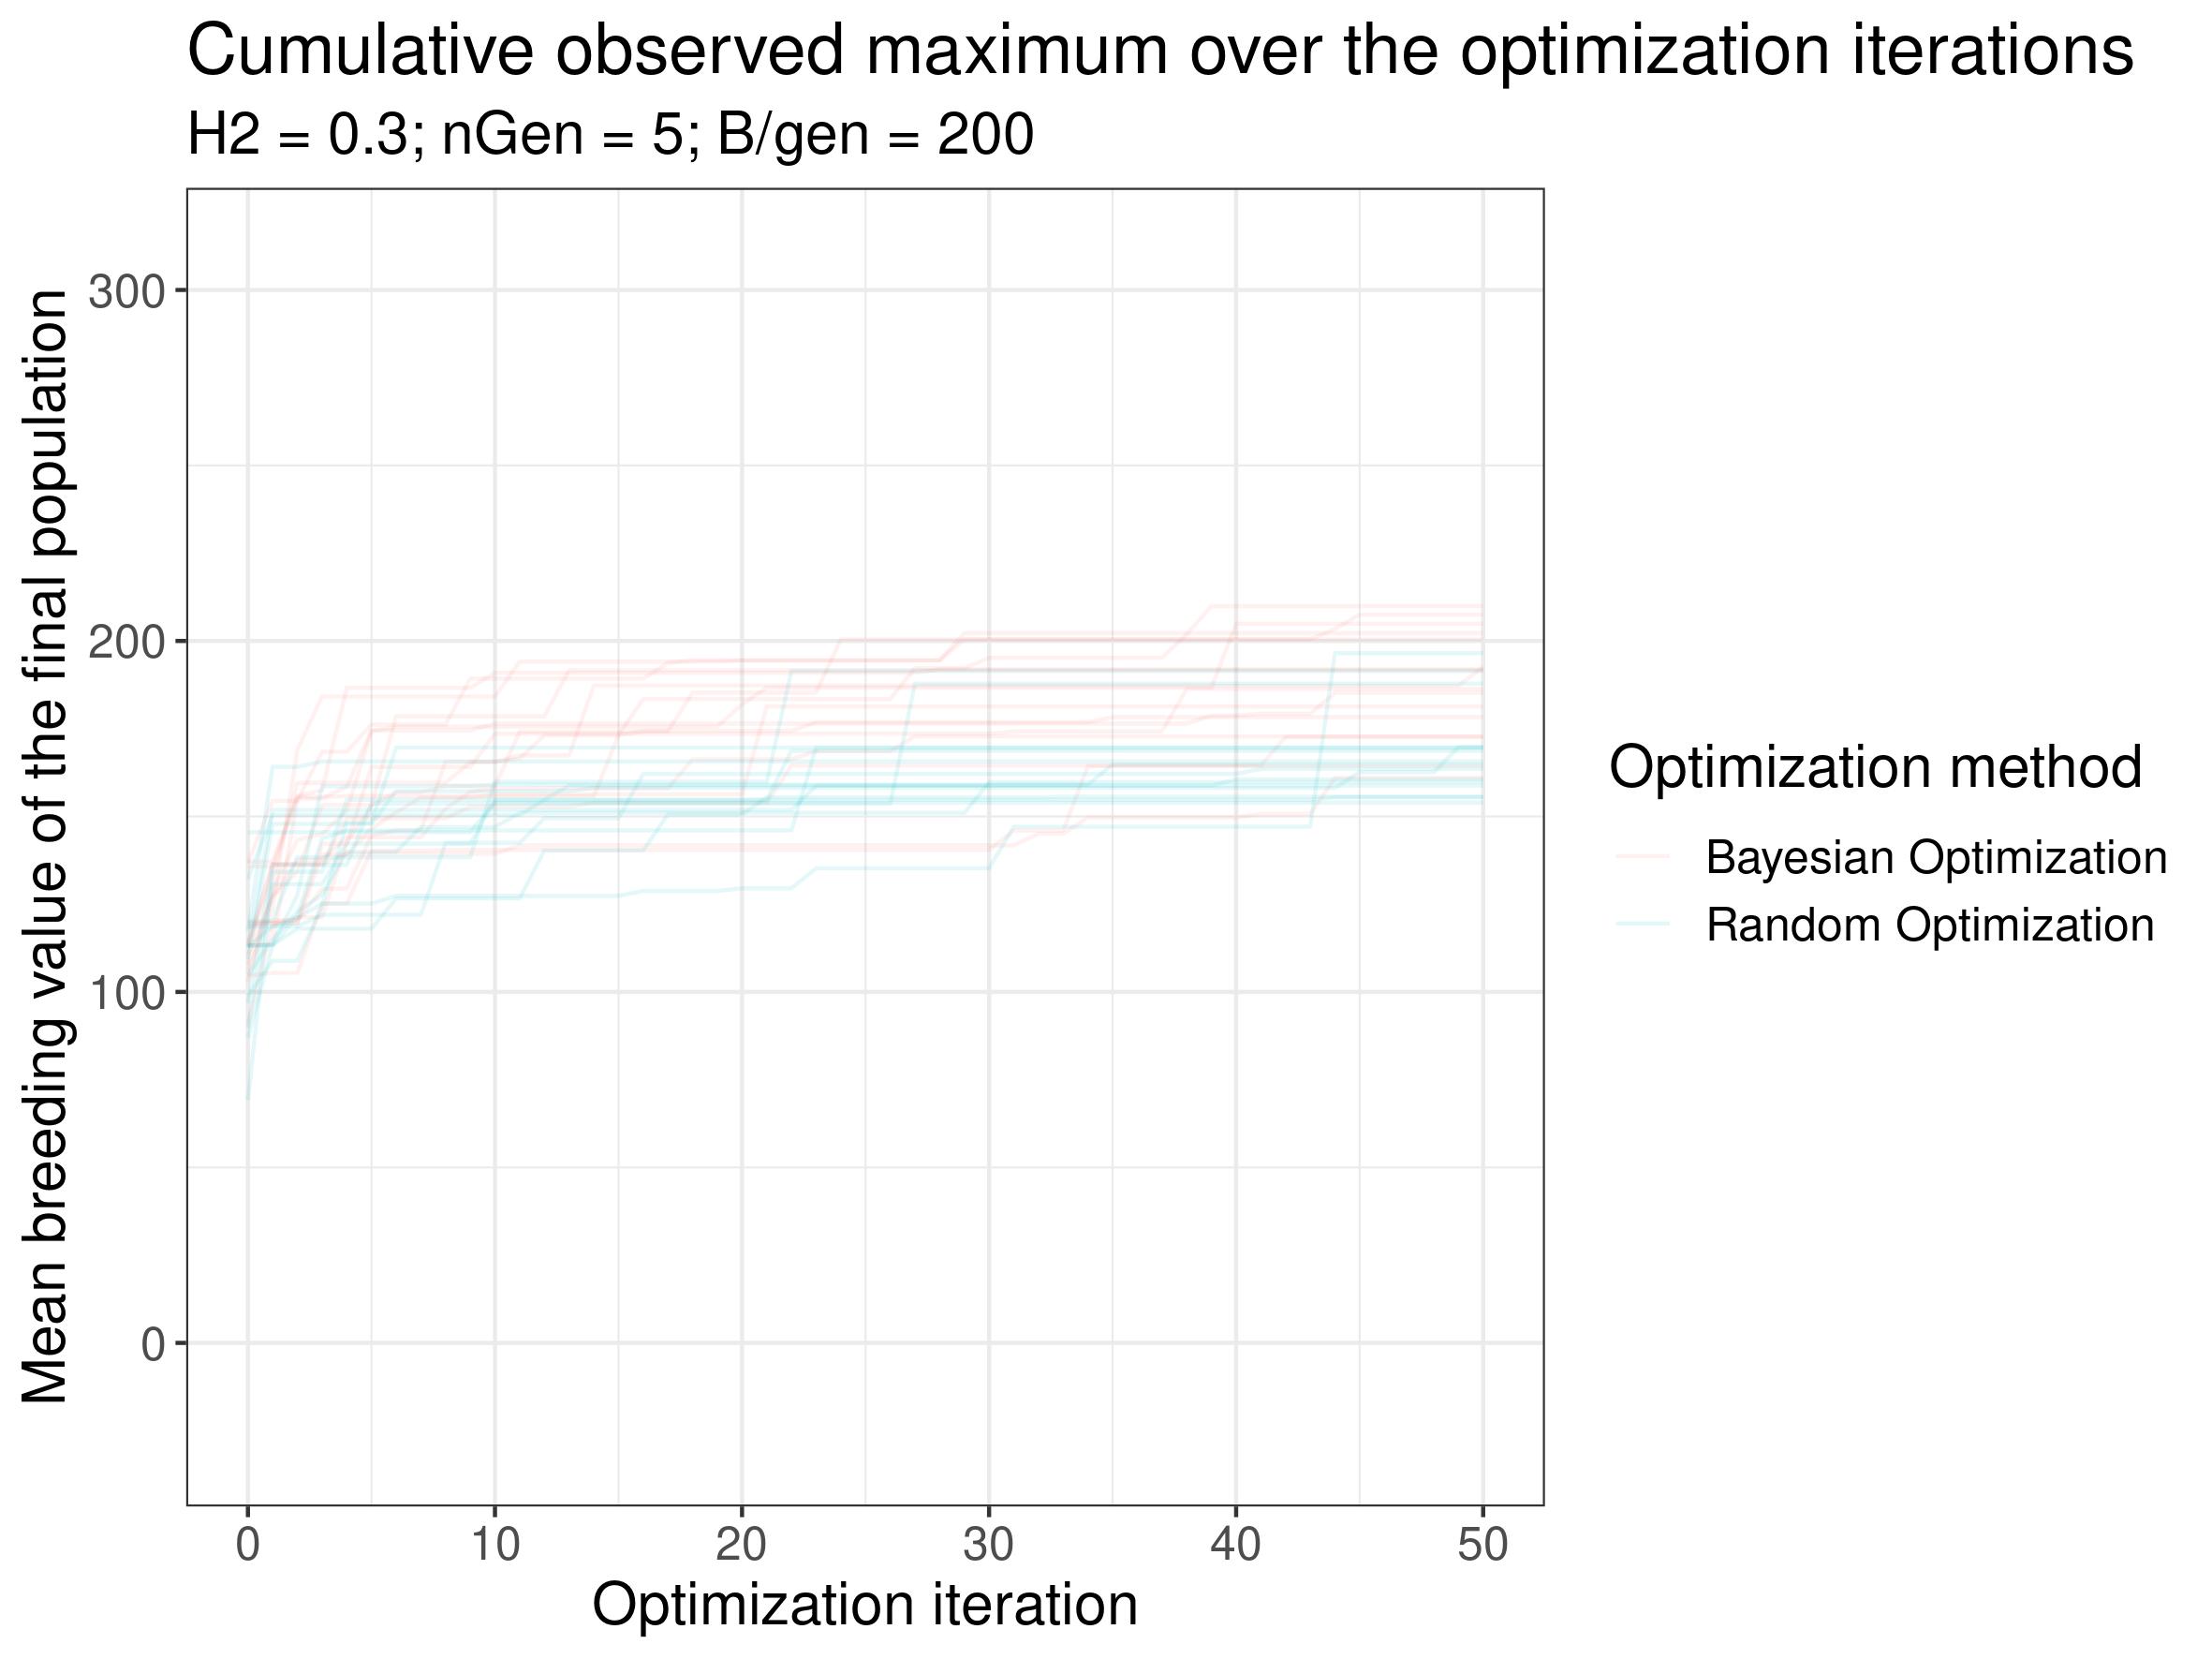 Cumulative observed maximum over the optimization iterations
H2 = 0.3; nGen = 5; B/gen = 200
Mean breeding value of the final population
300
200
100
0
0 10 20 30 40 50
Optimization iteration
Optimization method
Bayesian Optimization
Random Optimization